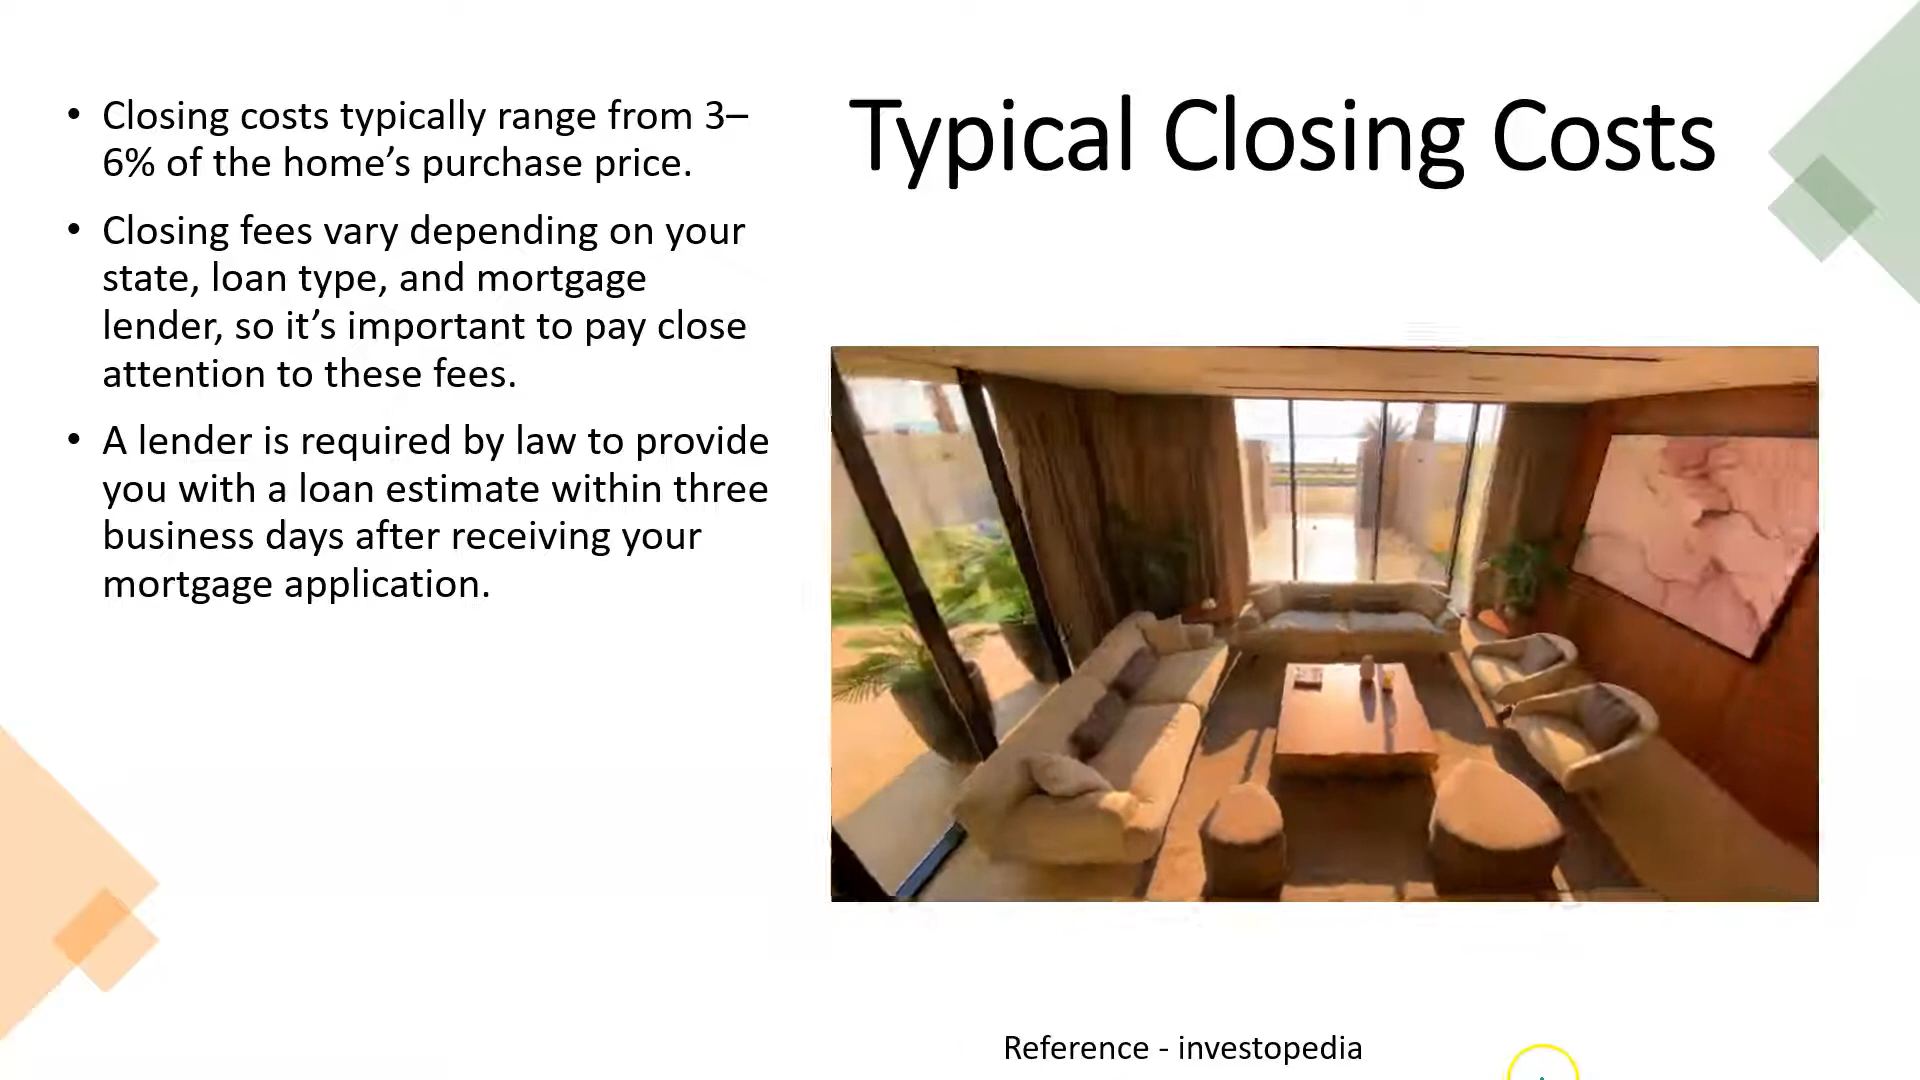 Typical Closing Costs
• Closing costs typically range from 3–
6% of the home’s purchase price.
• Closing fees vary depending on your
state, loan type, and mortgage
lender, so it’s important to pay close
attention to these fees.
• A lender is required by law to provide
you with a loan estimate within three
business days after receiving your
mortgage application.
Reference - investopedia